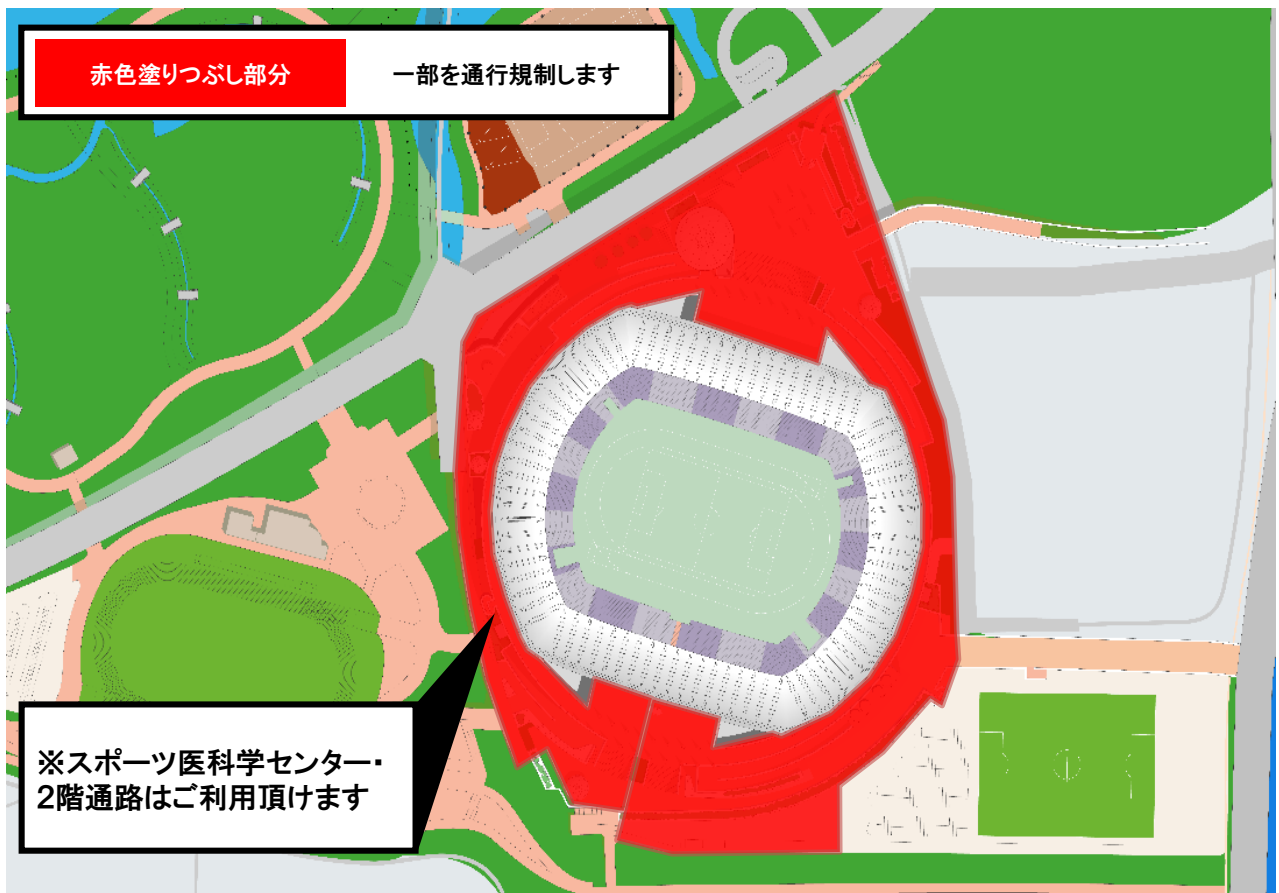 赤色塗りつぶし部分
一部を通行規制します
※スポーツ医科学センター・
2階通路はご利用頂けます